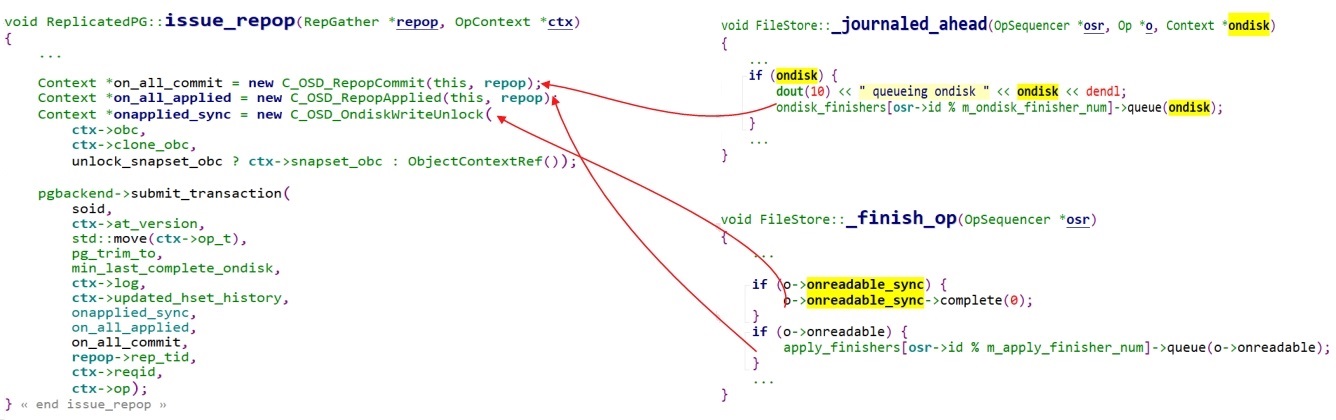 void ReplicatedPG::issue_repop(RepGather *repop, OpContext *ctx)
{
...
Context *on_all_commit = new C_OSD_RepopCommit(this, repop);
Context *on_all_applied = new C_OSD_RepopApplied(this, repop);
Context *onapplied_sync = new C_OSD_OndiskWriteUnlock(
ctx->obc,
ctx->clone_obc,
unlock_snapset_obc ? ctx->snapset_obc : ObjectContextRef());
pgbackend->submit_transaction(
soid,
ctx->at_version,
std::move(ctx->op_t),
pg_trim_to,
min_last_complete_ondisk,
ctx->log,
ctx->updated_hset_history,
onapplied_sync,
on_all_applied,
on_all_commit,
repop->rep_tid,
ctx->reqid,
ctx->op);
} « end issue_repop »
void FileStore::_journaled_ahead(OpSequencer *osr, Op *o, Context *ondisk)
{
...
if (ondisk) {
dout(10) << " queueing ondisk " << ondisk << dendl;
ondisk_finishers[osr->id % m_ondisk_finisher_num]->queue(ondisk);
}
...
}
void FileStore::_finish_op(OpSequencer *osr)
{
...
if (o->onreadable_sync) {
o->onreadable_sync->complete(0);
}
if (o->onreadable) {
apply_finishers[osr->id % m_apply_finisher_num]->queue(o->onreadable);
}
...
}